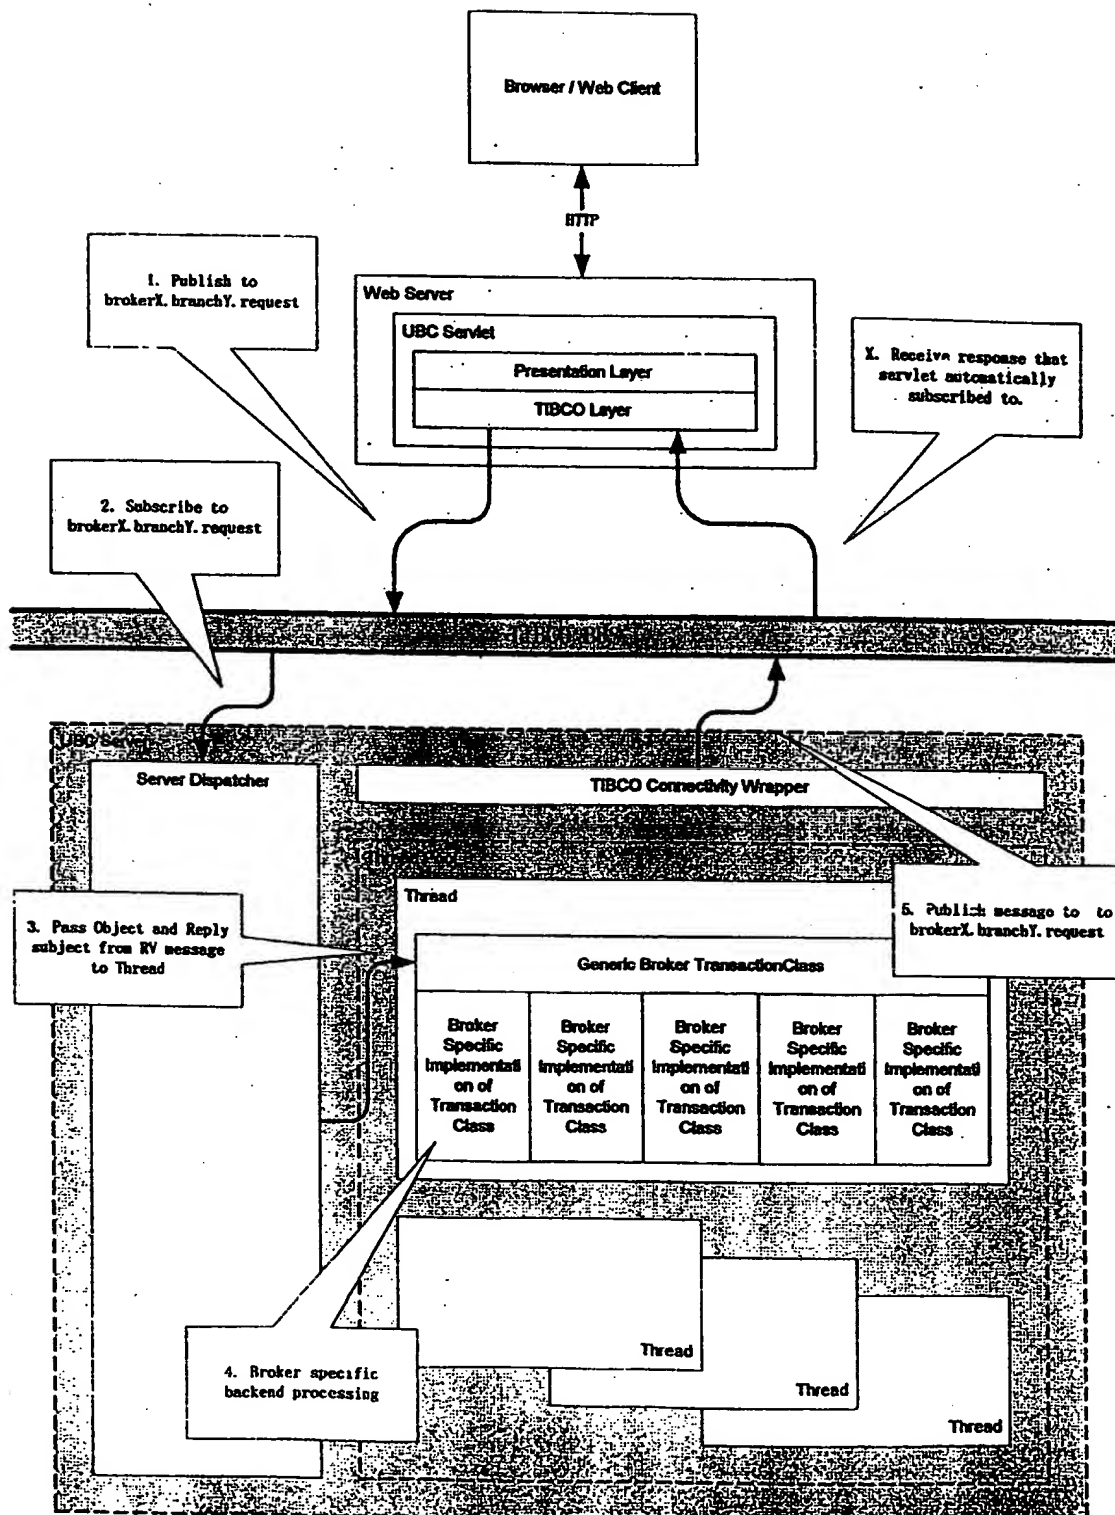 Browser / Web Client
HTTP
1. Publish to
brokerX.branchY.request
Web Server
UBC Servlet
Presentation Layer
TIBCO Layer
X. Receive response that
servlet automatically
subscribed to.
2. Subscribe to
brokerX.branchY.request
TIBCO BUS
UBC Server
Server Dispatcher
TIBCO Connectivity Wrapper
Thread
3. Pass Object and Reply
subject from RV message
to Thread
5. Publish message to to
brokerX.branchY.request
Generic Broker TransactionClass
Broker
Specific
Implementati
on of
Transaction
Class
Broker
Specific
Implementati
on of
Transaction
Class
Broker
Specific
Implementati
on of
Transaction
Class
Broker
Specific
Implementati
on of
Transaction
Class
Broker
Specific
Implementati
on of
Transaction
Class
4. Broker specific
backend processing
Thread
Thread
Thread